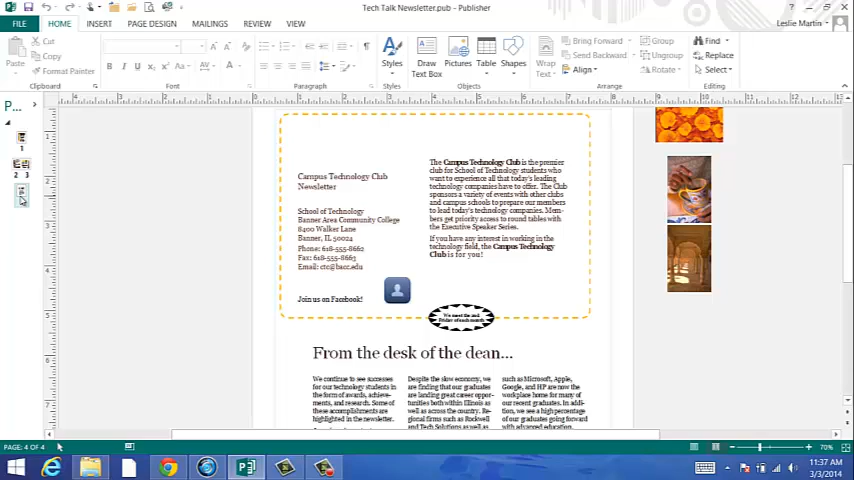 Tech Talk Newsletter.pub - Publisher
FILE HOME INSERT PAGE DESIGN MAILINGS REVIEW VIEW
Leslie Martin
Cut
Copy
Format Painter
Paste
Clipboard
Font
Paragraph
Styles
Styles
Draw Text Box
Pictures
Table
Shapes
Objects
Wrap Text
Bring Forward
Send Backward
Align
Group
Ungroup
Rotate
Arrange
Find
Replace
Select
Editing
P...
1
2 3
Campus Technology Club
Newsletter
School of Technology
Banner Area Community College
8400 Walker Lane
Banner, IL 50024
Phone: 618-555-8662
Fax: 618-555-8663
Email: ctc@bacc.edu
Join us on Facebook!
The Campus Technology Club is the premier
club for School of Technology students who
want to experience all that today's leading
technology companies have to offer. The Club
sponsors a variety of events with other clubs
and campus schools to prepare our members
to lead today's technology companies. Mem-
bers get priority access to round tables with
the Executive Speaker Series.
If you have any interest in working in the
technology field, the Campus Technology
Club is for you!
We meet the 2nd
Friday of each month
From the desk of the dean...
We continue to see successes
for our technology students in
the form of awards, achieve-
ments, and research. Some of
these accomplishments are
highlighted in the newsletter.
Despite the slow economy, we
are finding that our graduates
are landing great career oppor-
tunities both within Illinois as
well as across the country. Re-
gional firms such as Rockwell
and Tech Solutions as well as
such as Microsoft, Apple,
Google, and HP are now the
workplace home for many of
our recent graduates. In addi-
tion, we see a high percentage
of our graduates going forward
with advanced education.
PAGE: 4 OF 4
70%
11:37 AM
3/3/2014